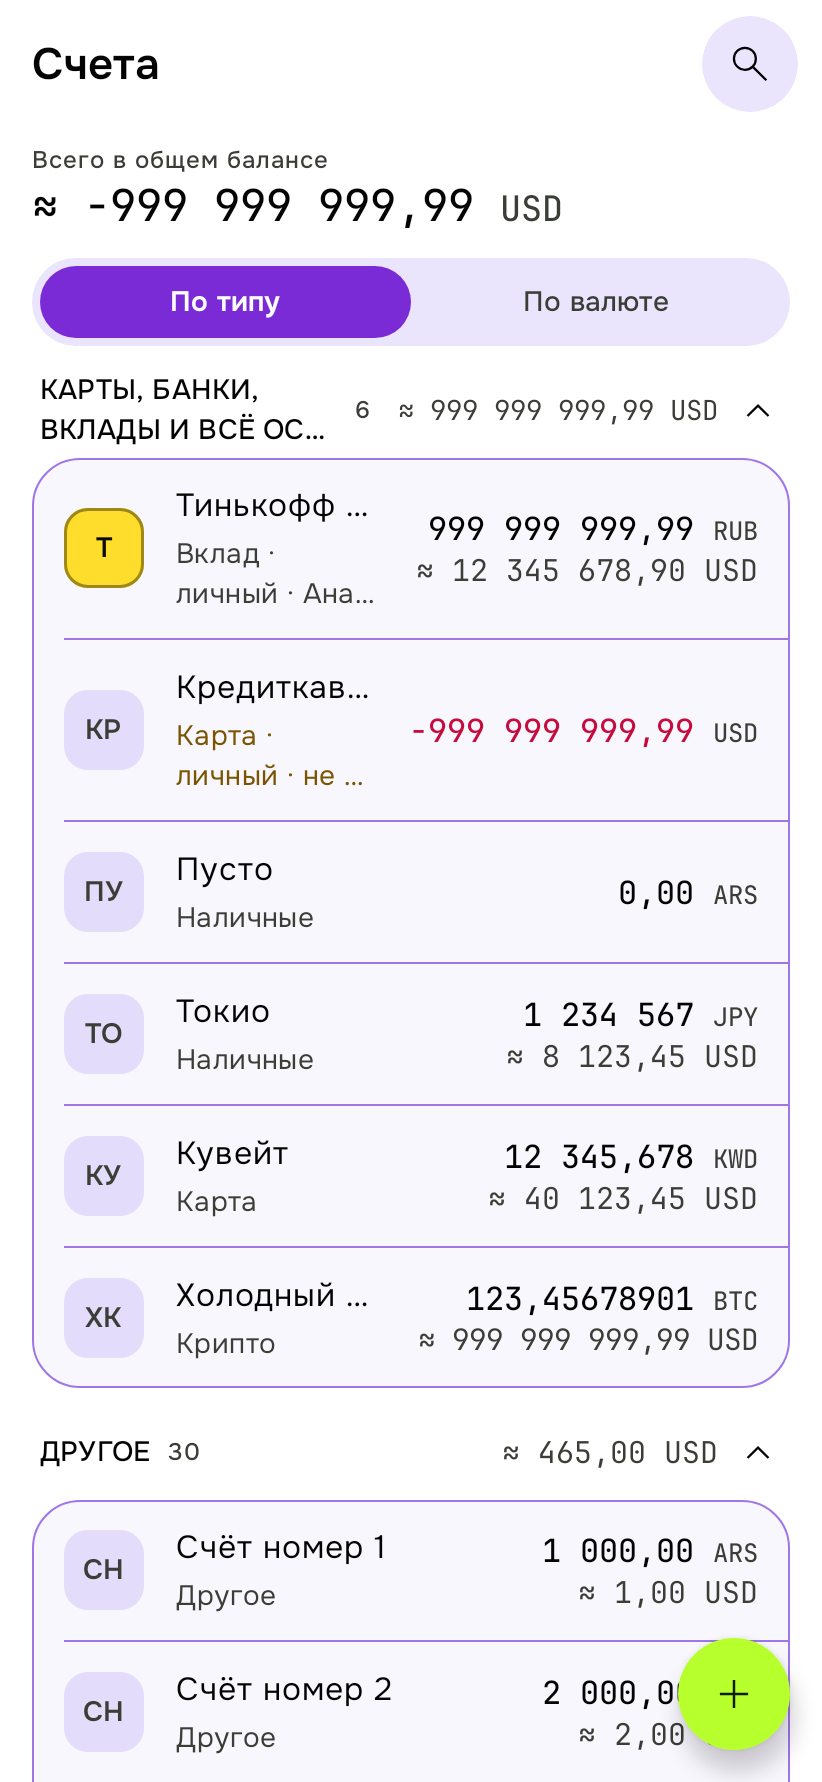 Счета
Всего в общем балансе
≈ -999 999 999,99 USD
По типу По валюте
КАРТЫ, БАНКИ,
ВКЛАДЫ И ВСЁ ОС... 6 ≈ 999 999 999,99 USD
Т
Тинькофф ...
Вклад ·
личный · Ана...
999 999 999,99 RUB
≈ 12 345 678,90 USD
КР
Кредиткав...
Карта ·
личный · не ...
-999 999 999,99 USD
ПУ
Пусто
Наличные
0,00 ARS
ТО
Токио
Наличные
1 234 567 JPY
≈ 8 123,45 USD
КУ
Кувейт
Карта
12 345,678 KWD
≈ 40 123,45 USD
ХК
Холодный ...
Крипто
123,45678901 BTC
≈ 999 999 999,99 USD
ДРУГОЕ 30 ≈ 465,00 USD
СН
Счёт номер 1
Другое
1 000,00 ARS
≈ 1,00 USD
СН
Счёт номер 2
Другое
2 000,0
≈ 2,00